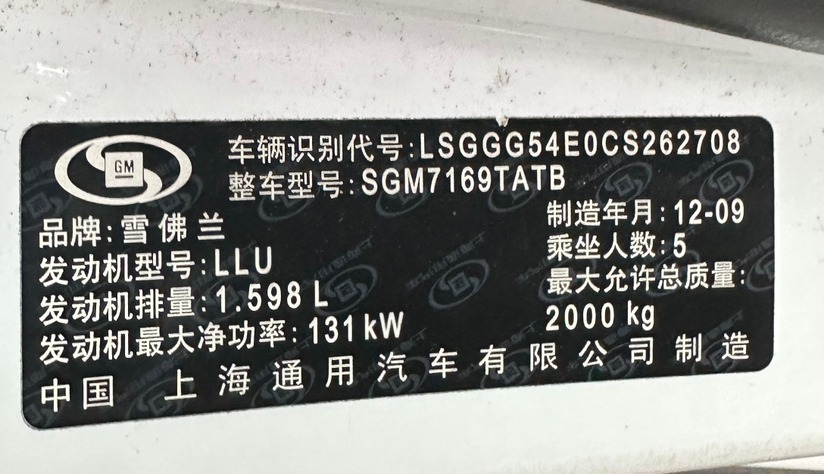 GM
车辆识别代号:LSGGG54E0CS262708
整车型号:SGM7169TATB
品牌:雪佛兰
制造年月:12-09
发动机型号:LLU
乘坐人数:5
发动机排量:1.598 L
最大允许总质量:
2000 kg
发动机最大净功率:131kW
中国 上海通用汽车有限公司制造